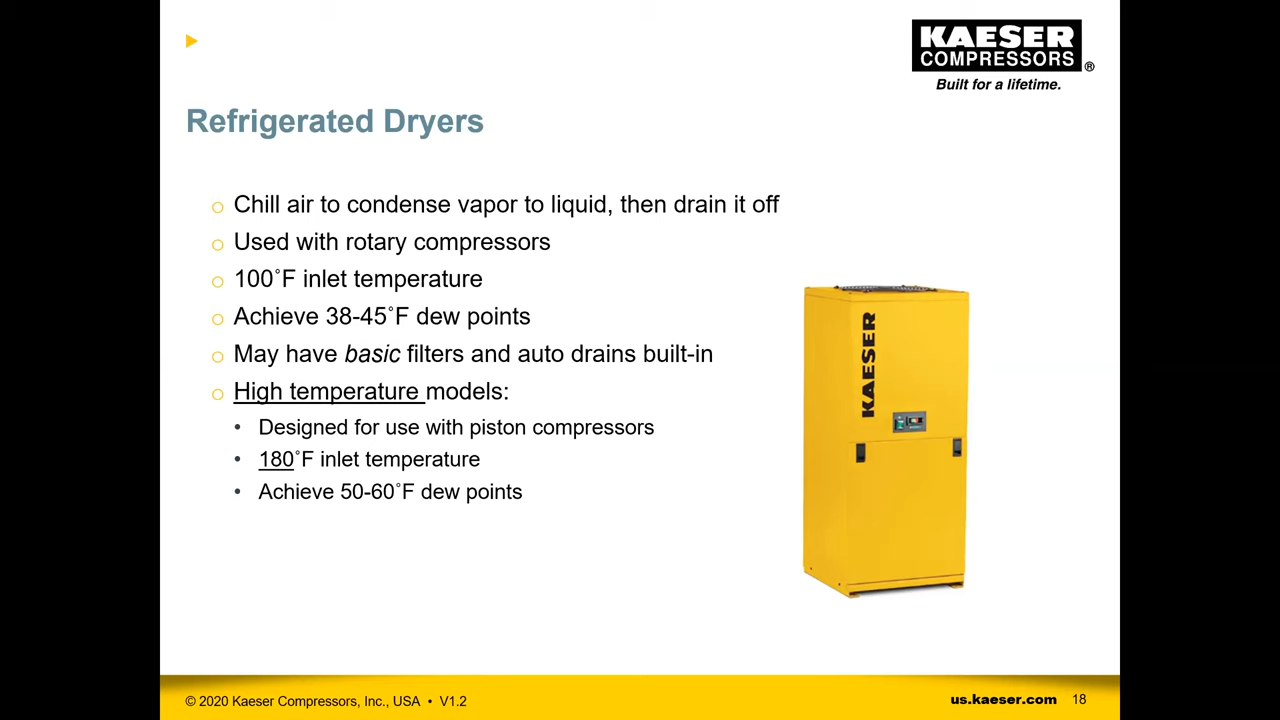 KAESER
COMPRESSORS
®
Built for a lifetime.
Refrigerated Dryers
Chill air to condense vapor to liquid, then drain it off
Used with rotary compressors
100˚F inlet temperature
Achieve 38-45˚F dew points
May have basic filters and auto drains built-in
High temperature models:
• Designed for use with piston compressors
• 180˚F inlet temperature
• Achieve 50-60˚F dew points
KAESER
© 2020 Kaeser Compressors, Inc., USA • V1.2
us.kaeser.com 18